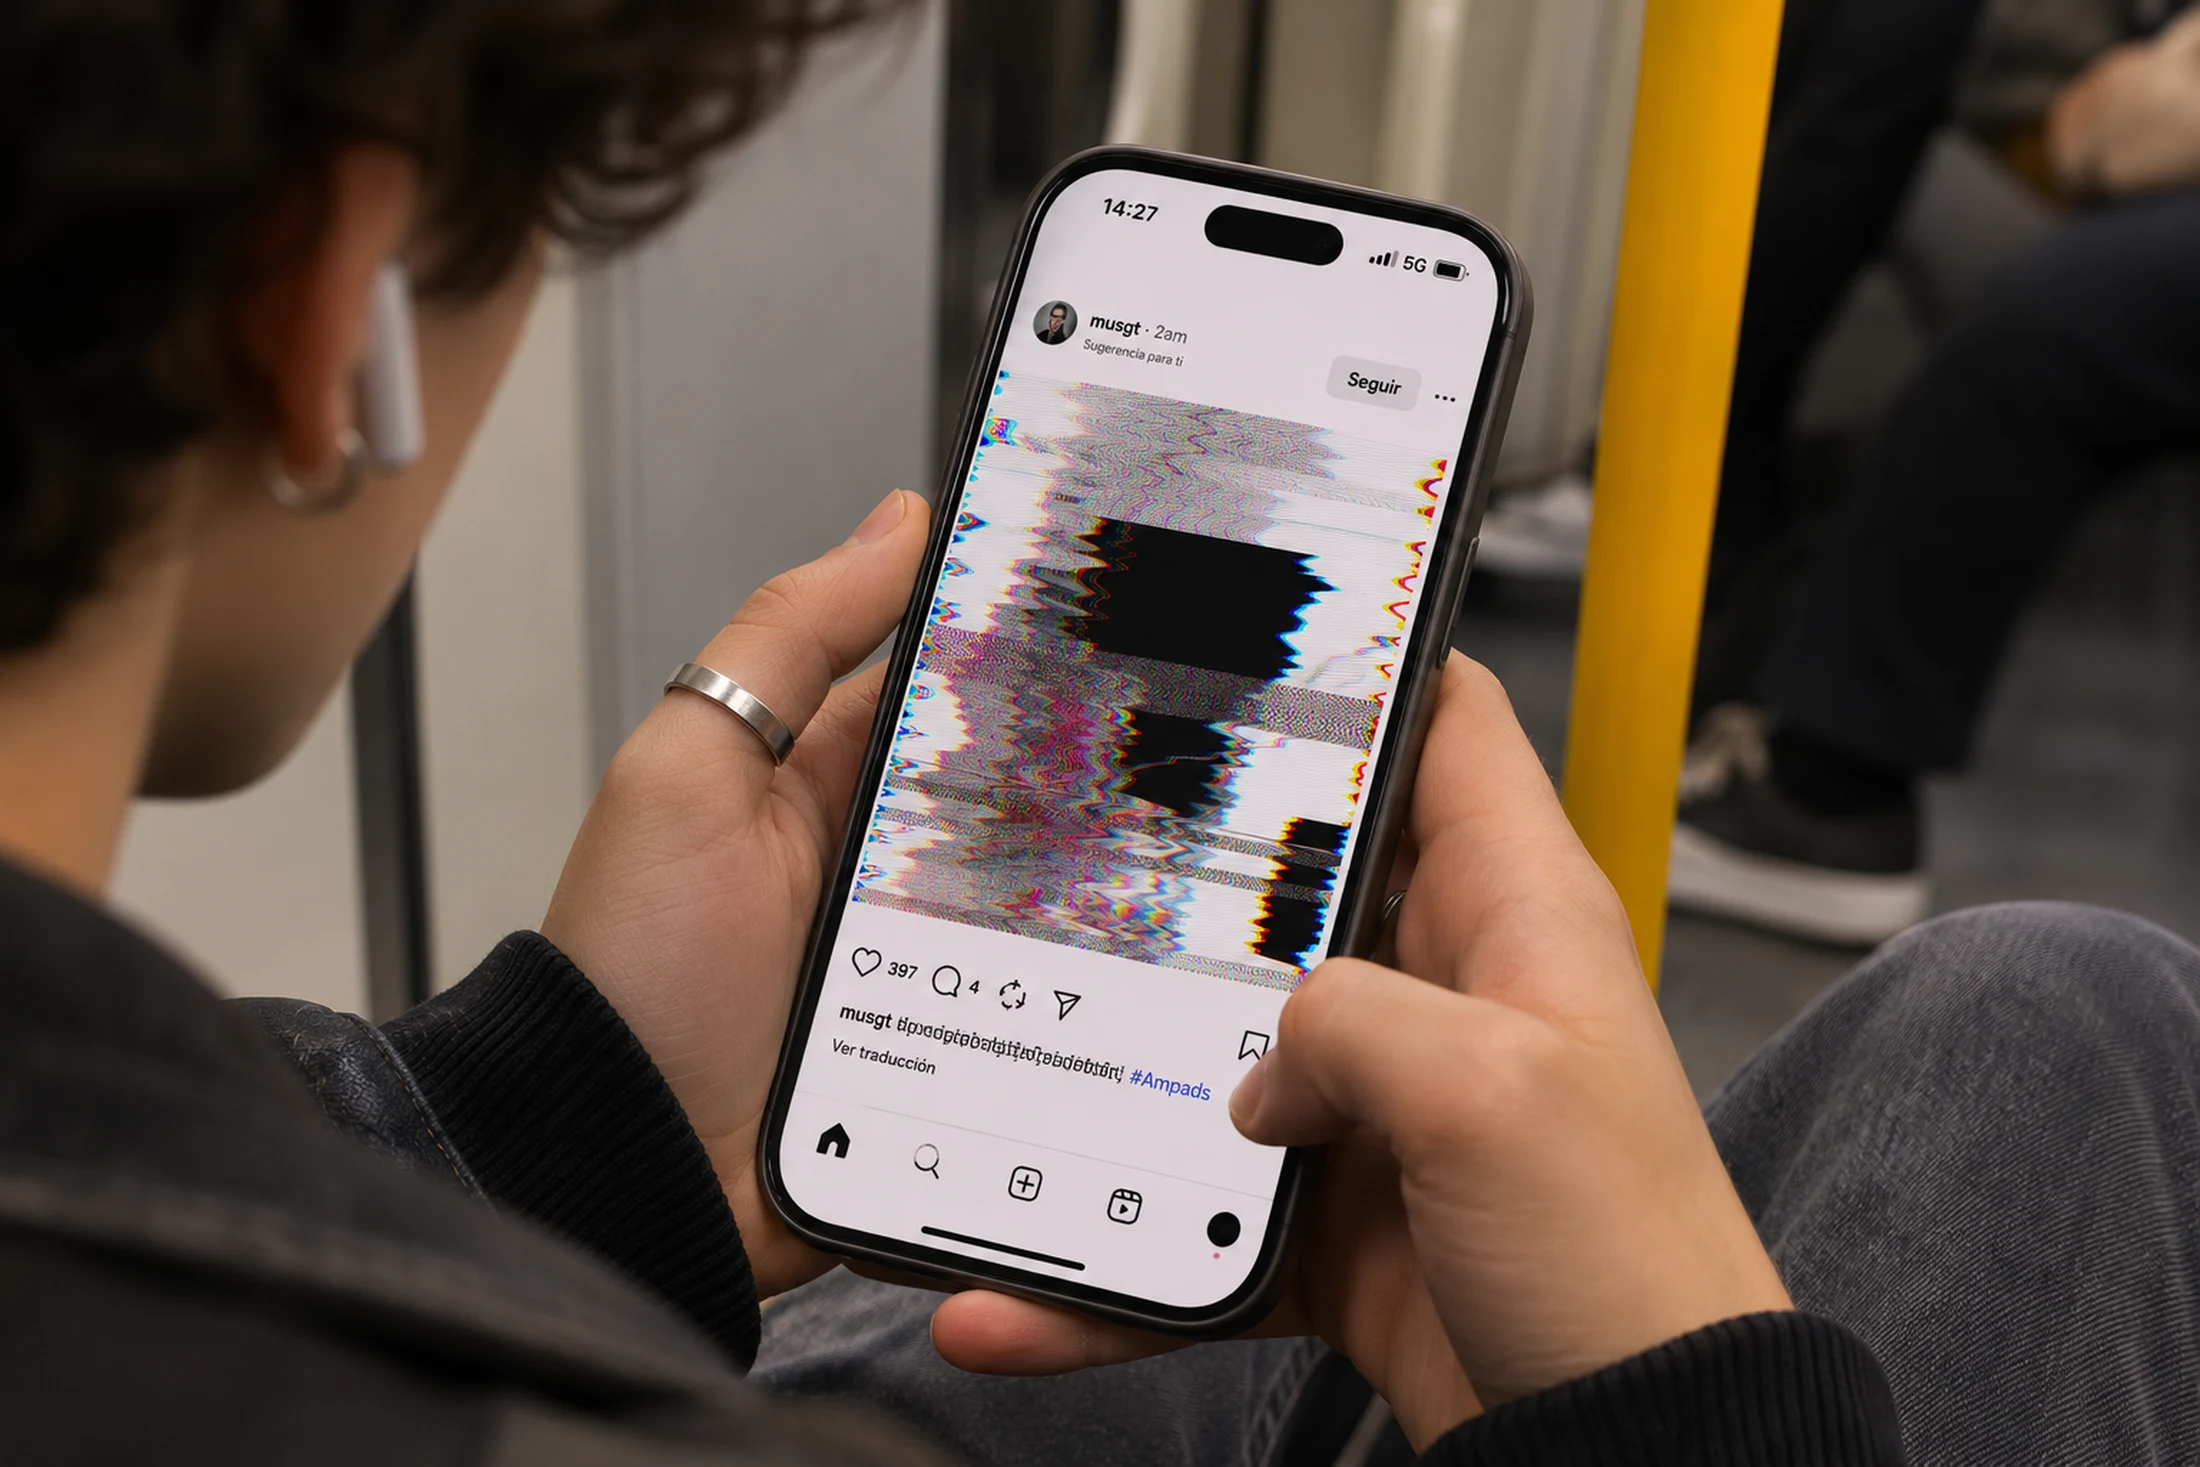 14:27
5G
musgt · 2am
Sugerencia para ti
Seguir
397
4
musgt #Ampads
Ver traducción